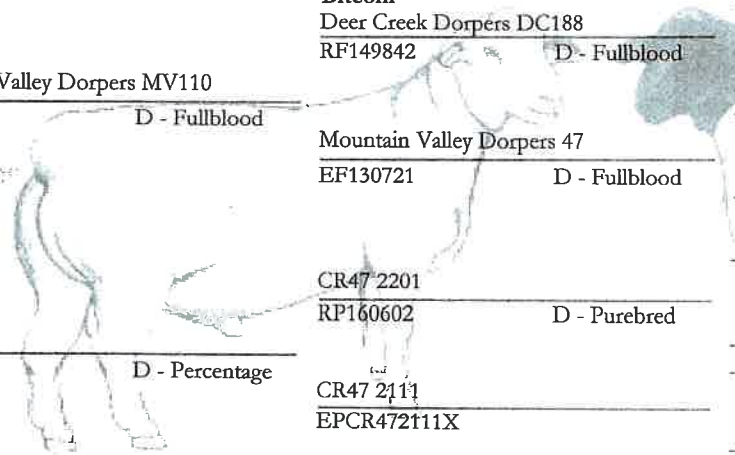 Deer Creek Dorpers DC188
RF149842 D - Fullblood
Valley Dorpers MV110
D - Fullblood
Mountain Valley Dorpers 47
EF130721 D - Fullblood
CR47 2201
RP160602 D - Purebred
D - Percentage
CR47 2111
EPCR472111X